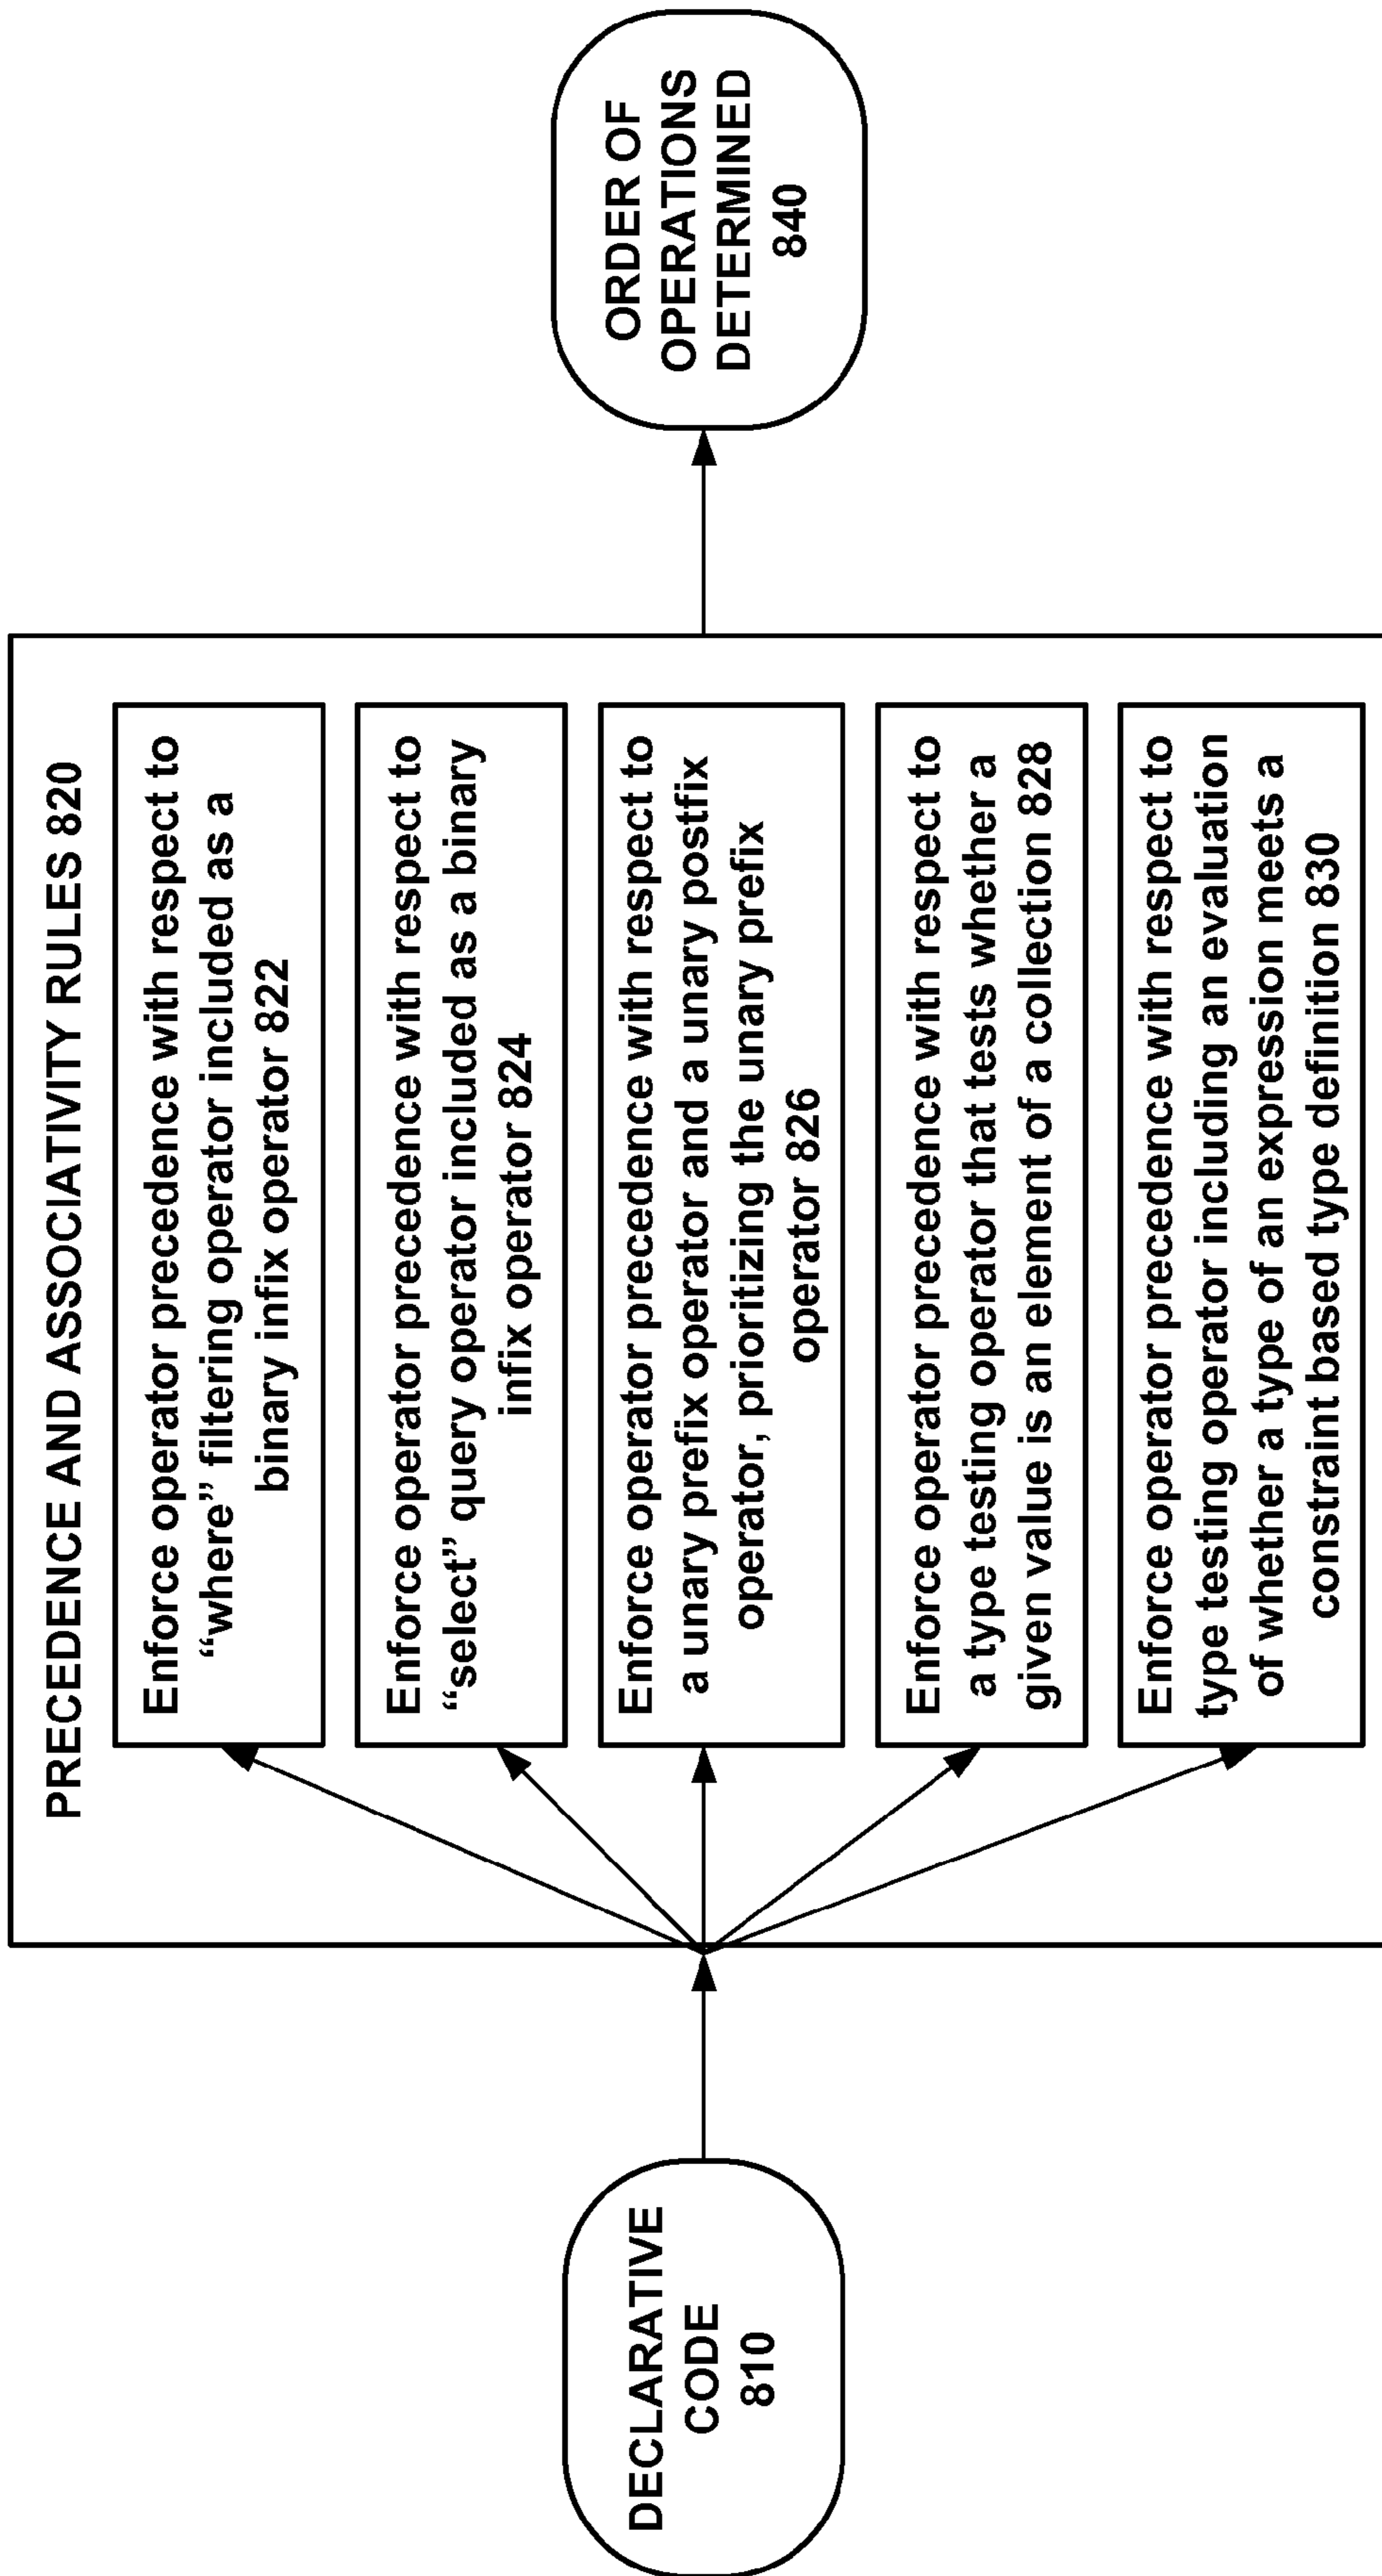 DECLARATIVE
CODE
810
PRECEDENCE AND ASSOCIATIVITY RULES 820
Enforce operator precedence with respect to
“where” filtering operator included as a
binary infix operator 822
Enforce operator precedence with respect to
“select” query operator included as a binary
infix operator 824
Enforce operator precedence with respect to
a unary prefix operator and a unary postfix
operator, prioritizing the unary prefix
operator 826
Enforce operator precedence with respect to
a type testing operator that tests whether a
given value is an element of a collection 828
Enforce operator precedence with respect to
type testing operator including an evaluation
of whether a type of an expression meets a
constraint based type definition 830
ORDER OF
OPERATIONS
DETERMINED
840